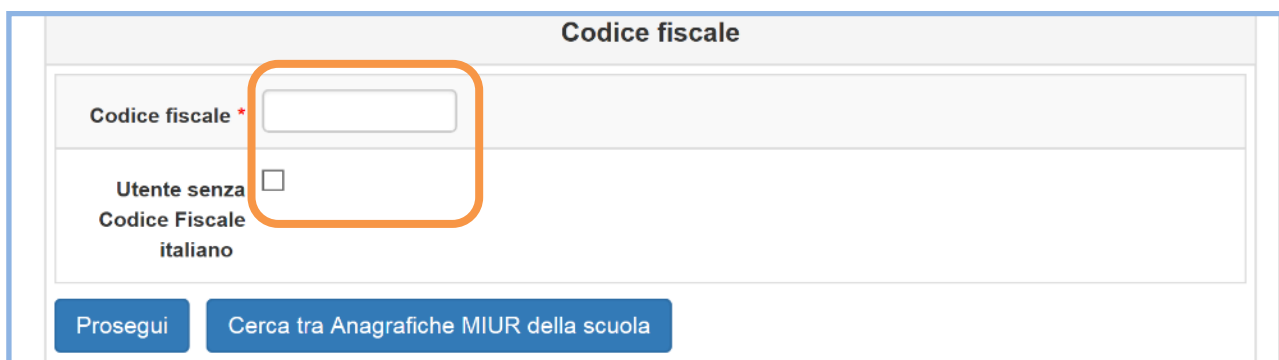 Codice fiscale
Codice fiscale *
Utente senza
Codice Fiscale
italiano
Prosegui Cerca tra Anagrafiche MIUR della scuola